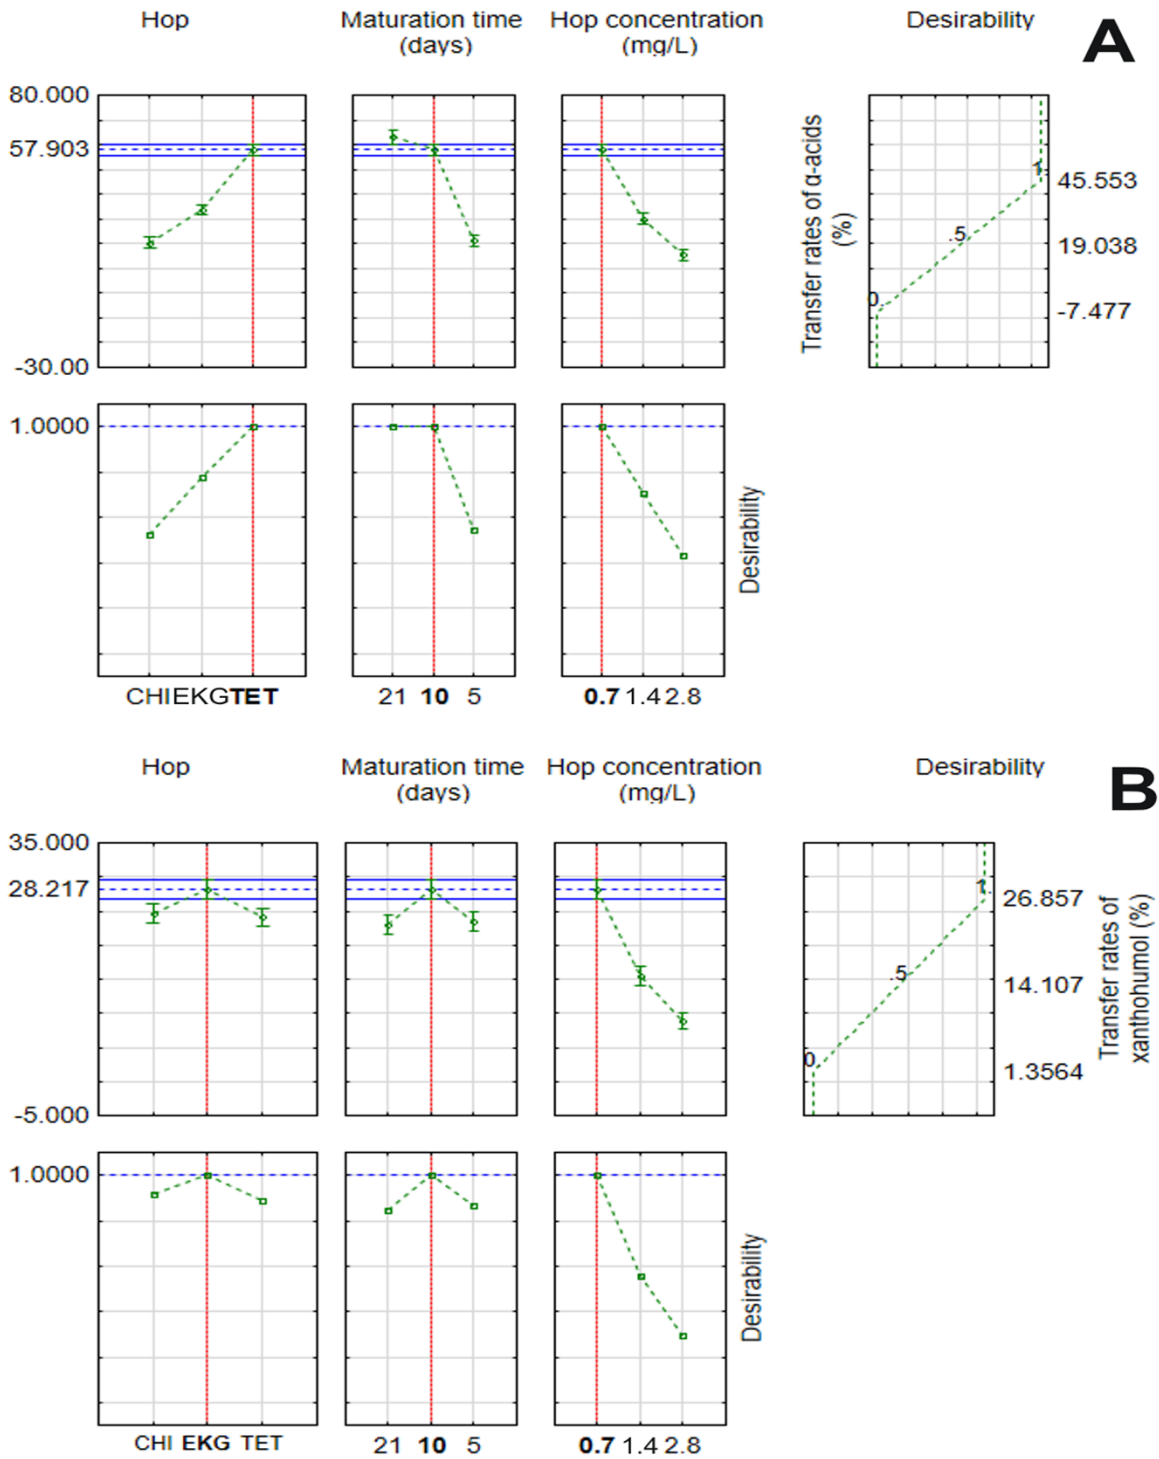 Hop
Maturation time
(days)
Hop concentration
(mg/L)
Desirability
A
80.000
57.903
-30.00
Transfer rates of α-acids
(%)
1
.5
0.
45.553
19.038
-7.477
1.0000
Desirability
CHIEKGTET
21 10 5
0.7 1.4 2.8
Hop
Maturation time
(days)
Hop concentration
(mg/L)
Desirability
B
35.000
28.217
-5.000
1.
.5
0.
26.857
14.107
1.3564
Transfer rates of
xanthohumol (%)
1.0000
Desirability
CHI EKG TET
21 10 5
0.7 1.4 2.8